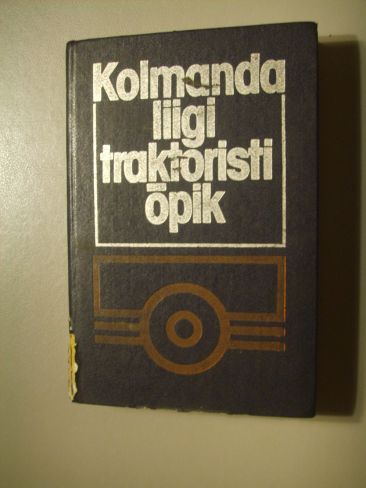 Kolmanda
liigi
traktoristi
õpik